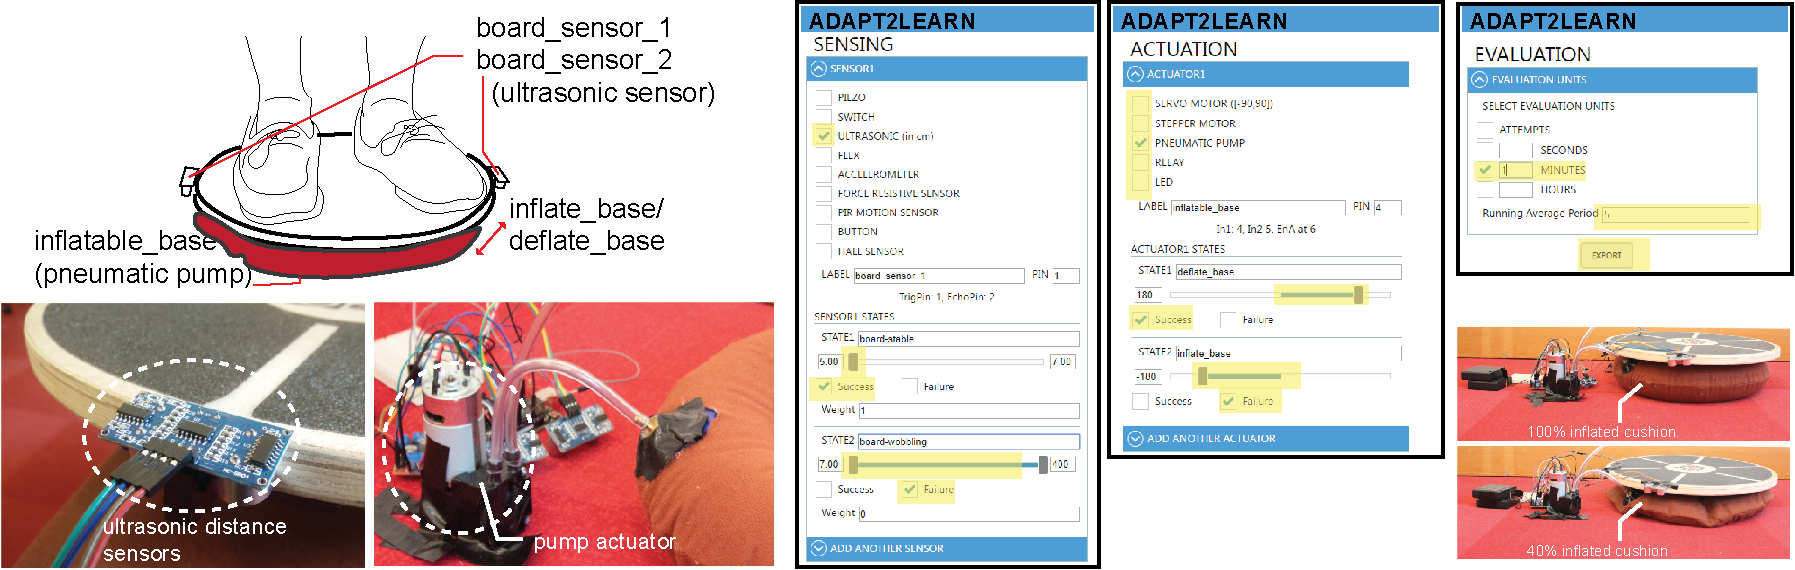 board_sensor_1
board_sensor_2
(ultrasonic sensor)
inflate_base/
deflate_base
inflatable_base
(pneumatic pump)
ultrasonic distance
sensors
pump actuator
ADAPT2LEARN
SENSING
SENSOR1
PIEZO
SWITCH
ULTRASONIC (in cm)
FLEX
ACCELEROMETER
FORCE RESISTIVE SENSOR
PIR MOTION SENSOR
BUTTON
HALL SENSOR
LABEL board_sensor_1 PIN 1
TrigPin: 1, EchoPin: 2
SENSOR1 STATES
STATE1 board-stable
5.00 7.00
Success Failure
Weight 1
STATE2 board-wobbling
7.00 400.
Success Failure
Weight 0
ADD ANOTHER SENSOR
ADAPT2LEARN
ACTUATION
ACTUATOR1
SERVO MOTOR ([-90,90])
STEPPER MOTOR
PNEUMATIC PUMP
RELAY
LED
LABEL inflatable_base PIN 4
In1: 4, In2 5, EnA at 6
ACTUATOR1 STATES
STATE1 deflate_base
180
Success Failure
STATE2 inflate_base
-180
Success Failure
ADD ANOTHER ACTUATOR
ADAPT2LEARN
EVALUATION
EVALUATION UNITS
SELECT EVALUATION UNITS
ATTEMPTS
SECONDS
1 MINUTES
HOURS
Running Average Period 5
EXPORT
100% inflated cushion
40% inflated cushion